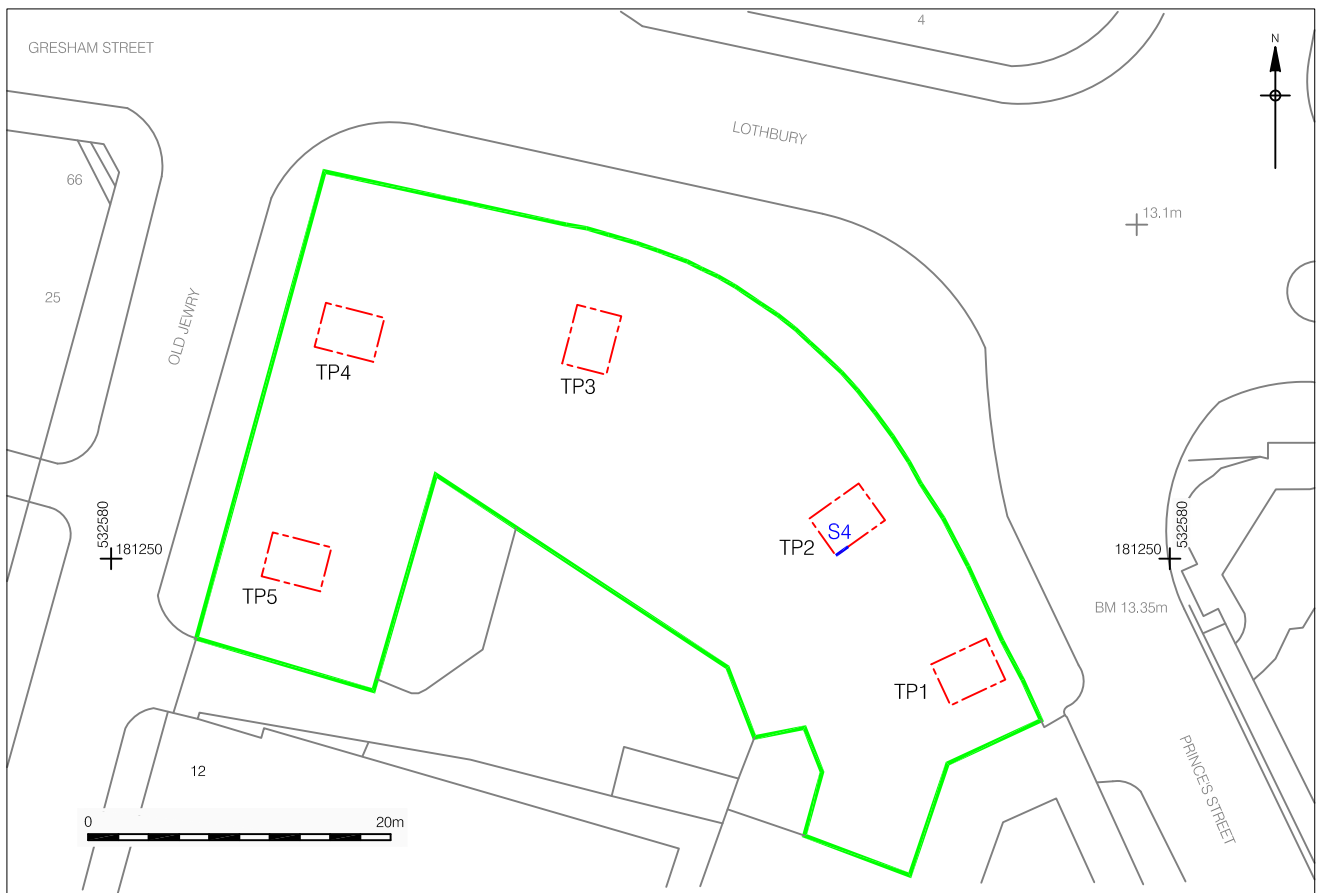 4
GRESHAM STREET
N
LOTHBURY
66
13.1m
25
OLD JEWRY
TP4
TP3
532580
181250
S4
TP2
181250
532580
TP5
BM 13.35m
TP1
PRINCE'S STREET
12
0 20m